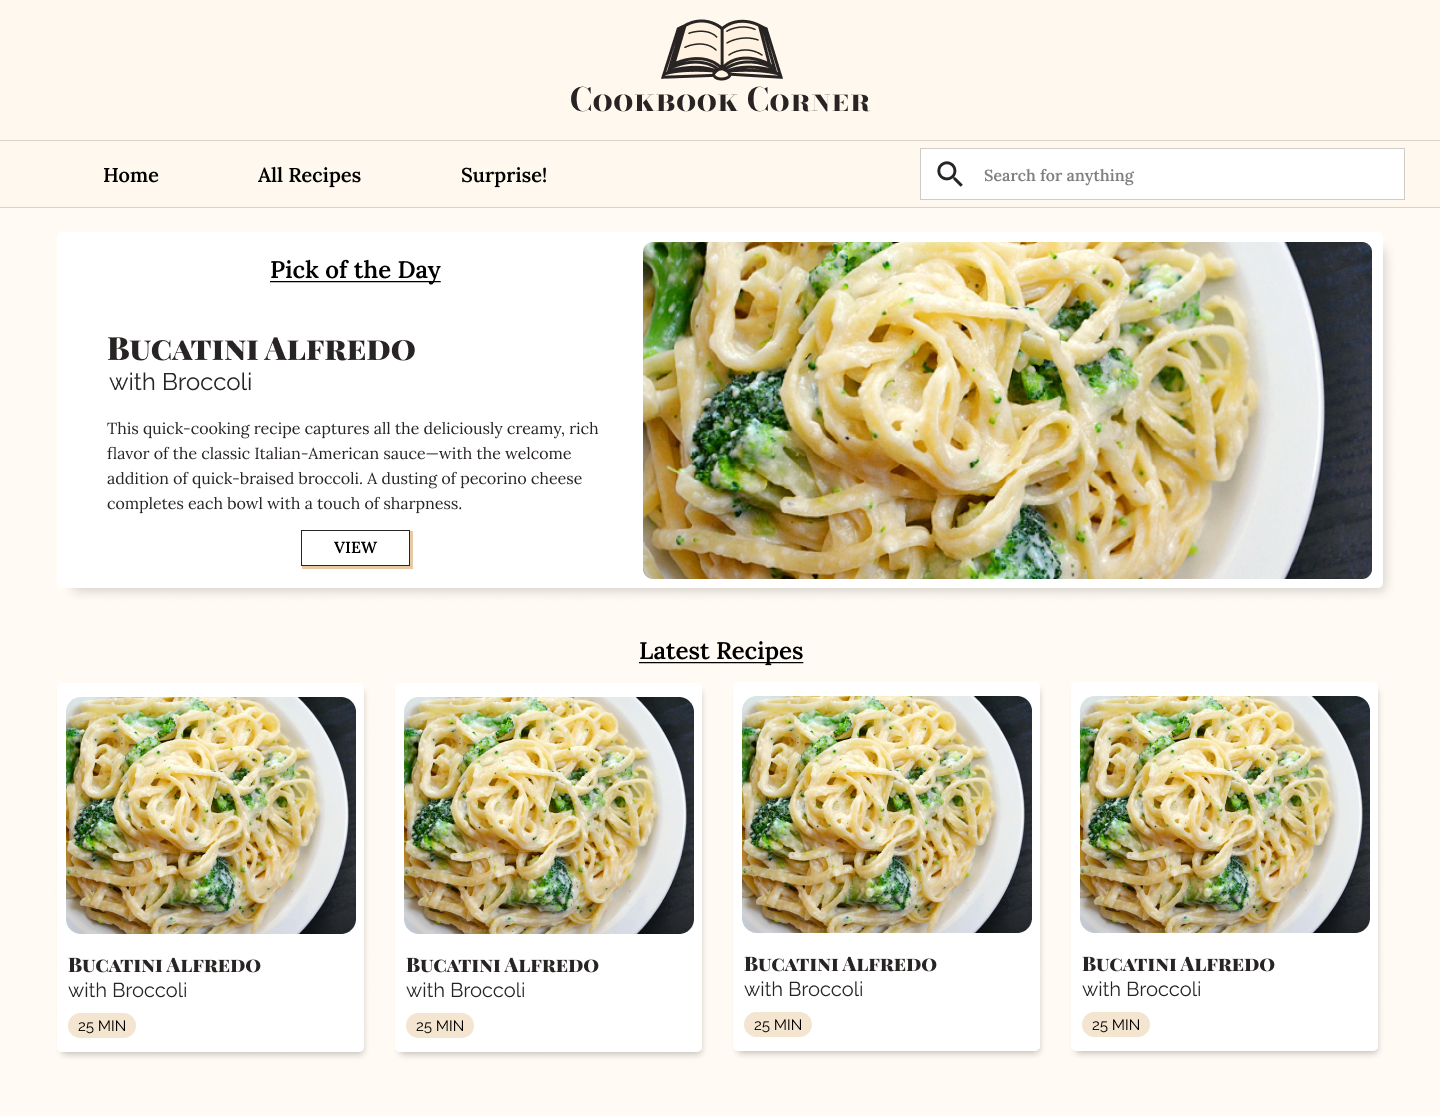 Cookbook Corner
Home
All Recipes
Surprise!
Search for anything
Pick of the Day
Bucatini Alfredo
with Broccoli
This quick-cooking recipe captures all the deliciously creamy, rich
flavor of the classic Italian-American sauce—with the welcome
addition of quick-braised broccoli. A dusting of pecorino cheese
completes each bowl with a touch of sharpness.
VIEW
Latest Recipes
Bucatini Alfredo
with Broccoli
25 MIN
Bucatini Alfredo
with Broccoli
25 MIN
Bucatini Alfredo
with Broccoli
25 MIN
Bucatini Alfredo
with Broccoli
25 MIN